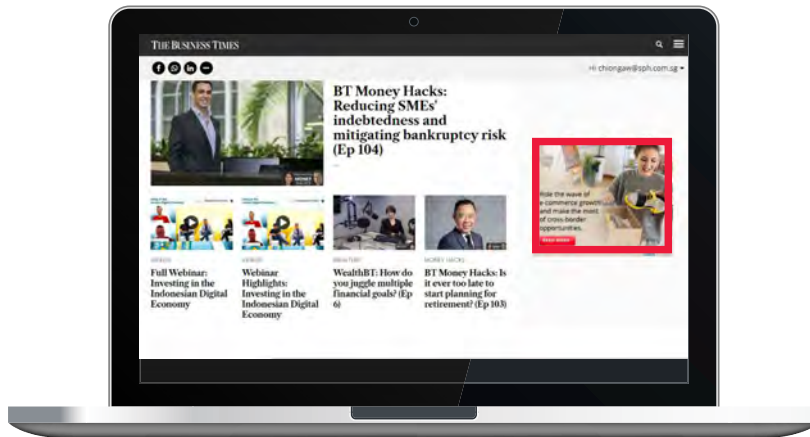 THE BUSINESS TIMES
Hi chiongaw@sph.com.sg
BT Money Hacks:
Reducing SMEs'
indebtedness and
mitigating bankruptcy risk
(Ep 104)
Ride the wave of
e-commerce growth
and make the most
of cross-border
opportunities.
READ MORE
Full Webinar:
Investing in the
Indonesian Digital
Economy
Webinar
Highlights:
Investing in the
Indonesian Digital
Economy
WealthBT: How do
you juggle multiple
financial goals? (Ep
6)
MONEY HACKS
BT Money Hacks: Is
it ever too late to
start planning for
retirement? (Ep 103)